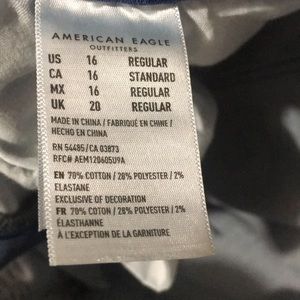 AMERICAN EAGLE
OUTFITTERS
US 16 REGULAR
CA 16 STANDARD
MX 16 REGULAR
UK 20 REGULAR
MADE IN CHINA / FABRIQUÉ EN CHINE /
HECHO EN CHINA
RN 54485/ CA 03873
RFC# AEM120605U9A
EN 70% COTTON / 28% POLYESTER / 2%
ELASTANE
EXCLUSIVE OF DECORATION
FR 70% COTON / 28% POLYESTER / 2%
ÉLASTHANNE
À L'EXCEPTION DE LA GARNITURE